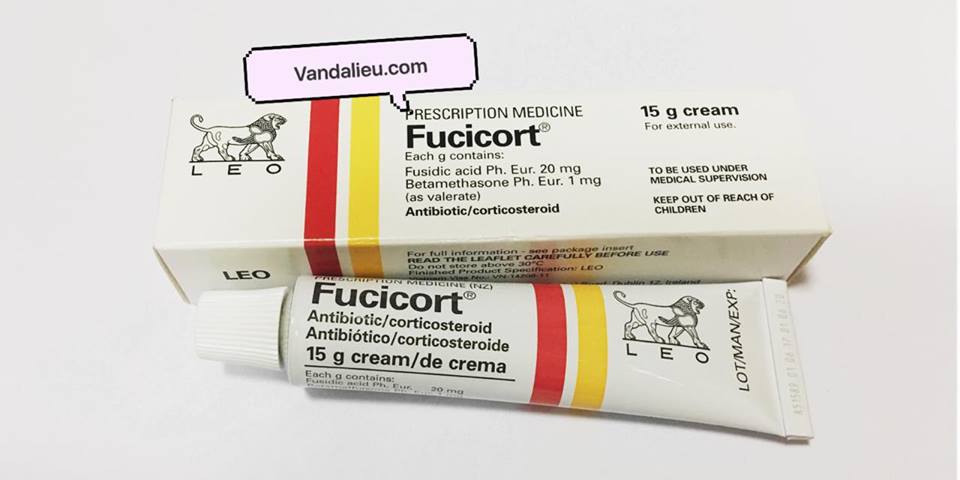 Vandalieu.com
PRESCRIPTION MEDICINE
Fucicort®
Each g contains:
Fusidic acid Ph. Eur. 20 mg
Betamethasone Ph. Eur. 1 mg
(as valerate)
Antibiotic/corticosteroid
15 g cream
For external use.
TO BE USED UNDER
MEDICAL SUPERVISION
KEEP OUT OF REACH OF
CHILDREN
LEO
LEO
For full information - see package insert
READ THE LEAFLET CAREFULLY BEFORE USE
Do not store above 30°C
Finished Product Specification: LEO
Dublin 12, Ireland
PRESCRIPTION MEDICINE (NZ)
Fucicort®
Antibiotic/corticosteroid
Antibiótico/corticosteroide
15 g cream/de crema
Each g contains:
Fusidic acid Ph. Eur. 20 mg
LEO
LOT/MAN/EXP: